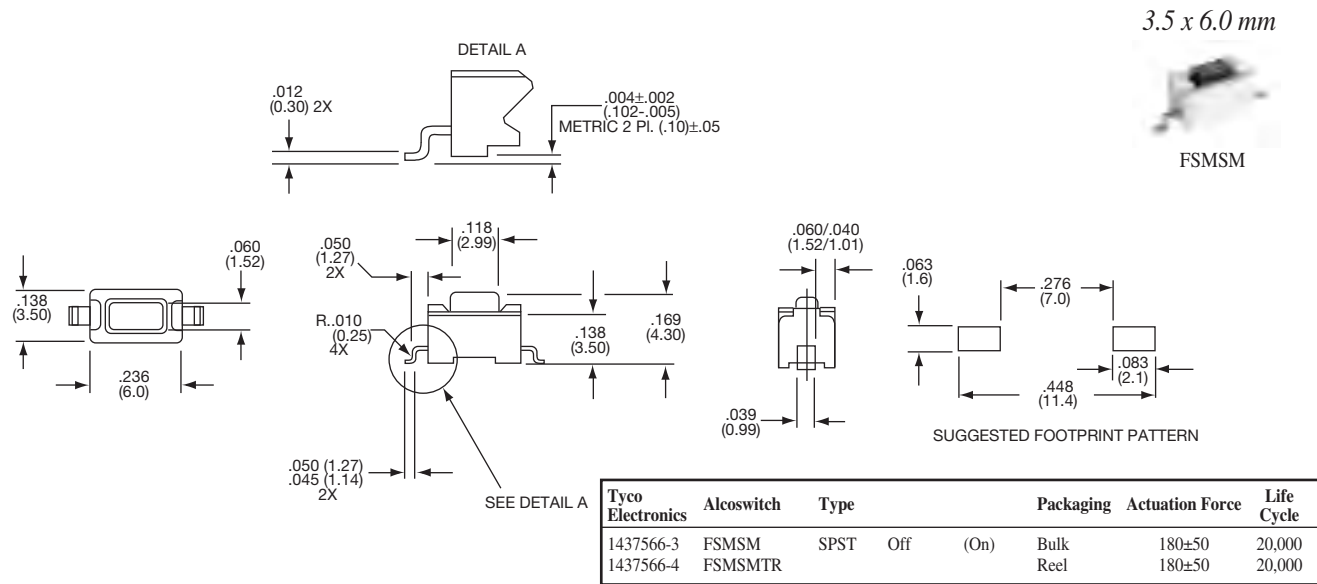 3.5 x 6.0 mm
DETAIL A
.012
(0.30) 2X
.004±.002
(.102-.005)
METRIC 2 Pl. (.10)±.05
FSMSM
.138
(3.50)
.060
(1.52)
.236
(6.0)
.050
(1.27)
2X
.118
(2.99)
R..010
(0.25)
4X
.138
(3.50)
.169
(4.30)
.050 (1.27)
.045 (1.14)
2X
SEE DETAIL A
.060/.040
(1.52/1.01)
.039
(0.99)
.063
(1.6)
.276
(7.0)
.083
(2.1)
.448
(11.4)
SUGGESTED FOOTPRINT PATTERN
Tyco Electronics Alcoswitch Type Packaging Actuation Force Life Cycle
1437566-3 FSMSM SPST Off (On) Bulk 180±50 20,000
1437566-4 FSMSMTR Reel 180±50 20,000